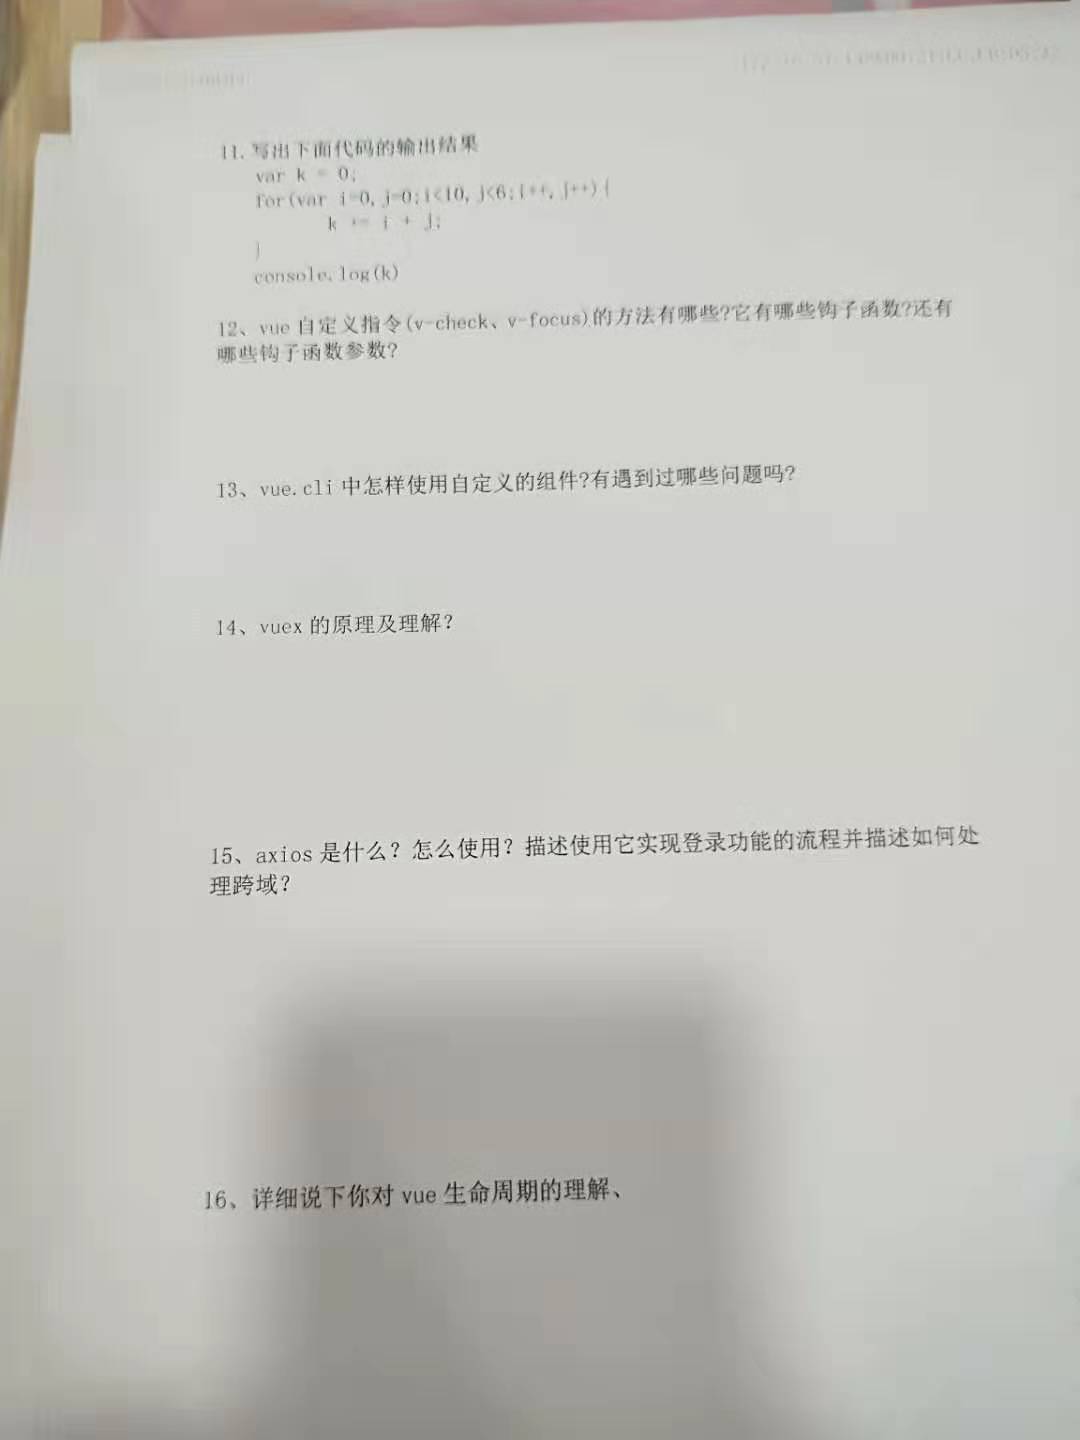 11. 写出下面代码的输出结果
var k = 0;
for(var i=0, j=0;i<10, j<6;i++, j++){
k += i + j;
}
console.log(k)
12、vue 自定义指令(v-check、v-focus)的方法有哪些?它有哪些钩子函数?还有
哪些钩子函数参数?
13、vue.cli 中怎样使用自定义的组件?有遇到过哪些问题吗?
14、vuex 的原理及理解？
15、axios 是什么？怎么使用？描述使用它实现登录功能的流程并描述如何处
理跨域？
16、详细说下你对 vue 生命周期的理解、